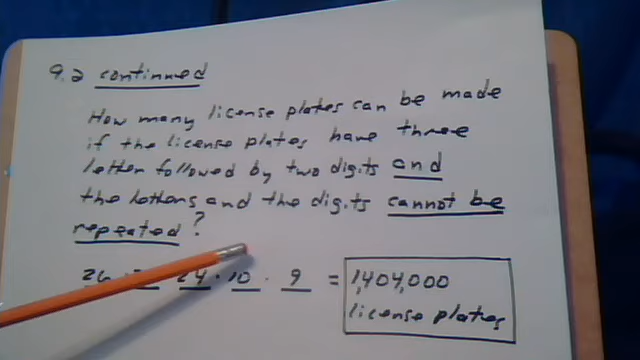 9.2 continued
How many license plates can be made
if the license plates have three
letter followed by two digits and
the letters and the digits cannot be
repeated?
26 · 24 · 10 · 9 = 1,404,000
license plates